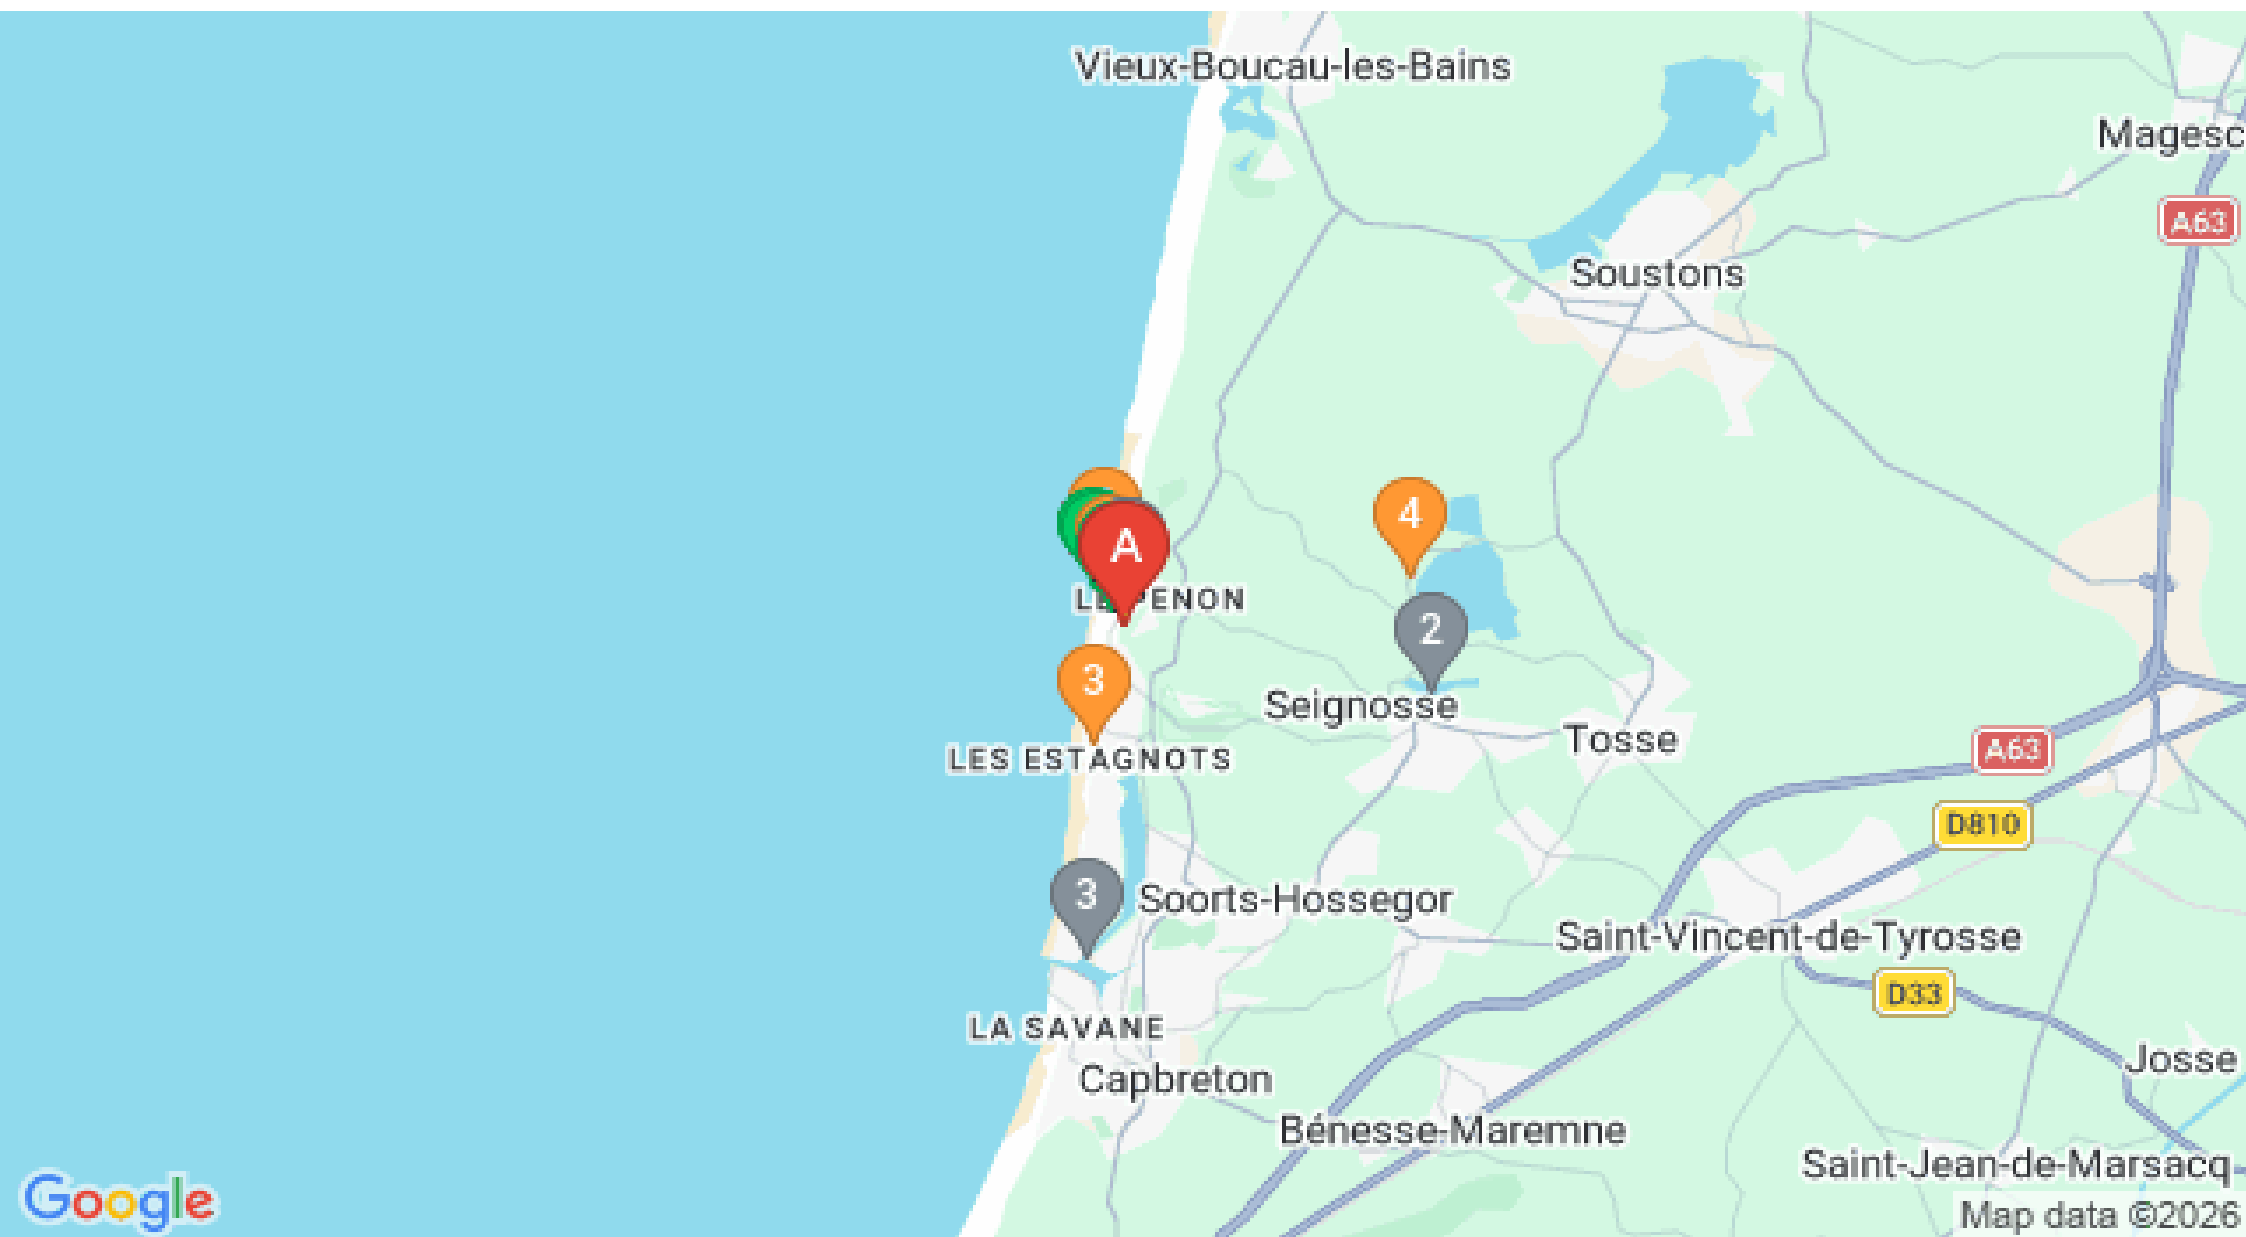 Vieux-Boucau-les-Bains
Magesc
A63
Soustons
4
A
LE PENON
2
3
Seignosse
Tosse
LES ESTAGNOTS
A63
D810
3
Soorts-Hossegor
Saint-Vincent-de-Tyrosse
D33
LA SAVANE
Josse
Capbreton
Bénesse-Maremne
Saint-Jean-de-Marsacq
Google
Map data ©2026